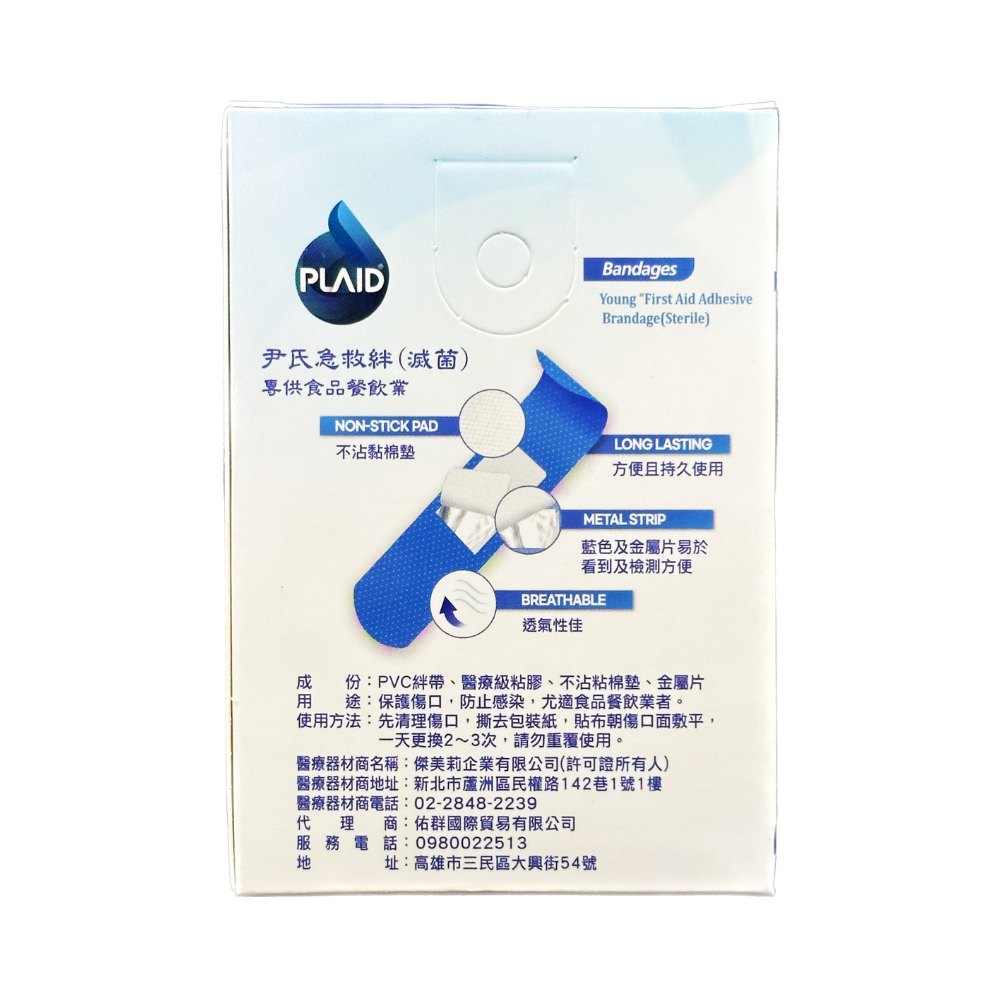 PLAID®
Bandages
Young "First Aid Adhesive
Brandage(Sterile)
尹氏急救絆(滅菌)
專供食品餐飲業
NON-STICK PAD
不沾黏棉墊
LONG LASTING
方便且持久使用
METAL STRIP
藍色及金屬片易於
看到及檢測方便
BREATHABLE
透氣性佳
成 份：PVC絆帶、醫療級粘膠、不沾粘棉墊、金屬片
用 途：保護傷口，防止感染，尤適食品餐飲業者。
使用方法：先清理傷口，撕去包裝紙，貼布朝傷口面敷平，
一天更換2～3次，請勿重覆使用。
醫療器材商名稱：傑美莉企業有限公司(許可證所有人)
醫療器材商地址：新北市蘆洲區民權路142巷1號1樓
醫療器材商電話：02-2848-2239
代 理 商：佑群國際貿易有限公司
服 務 電 話：0980022513
地 址：高雄市三民區大興街54號